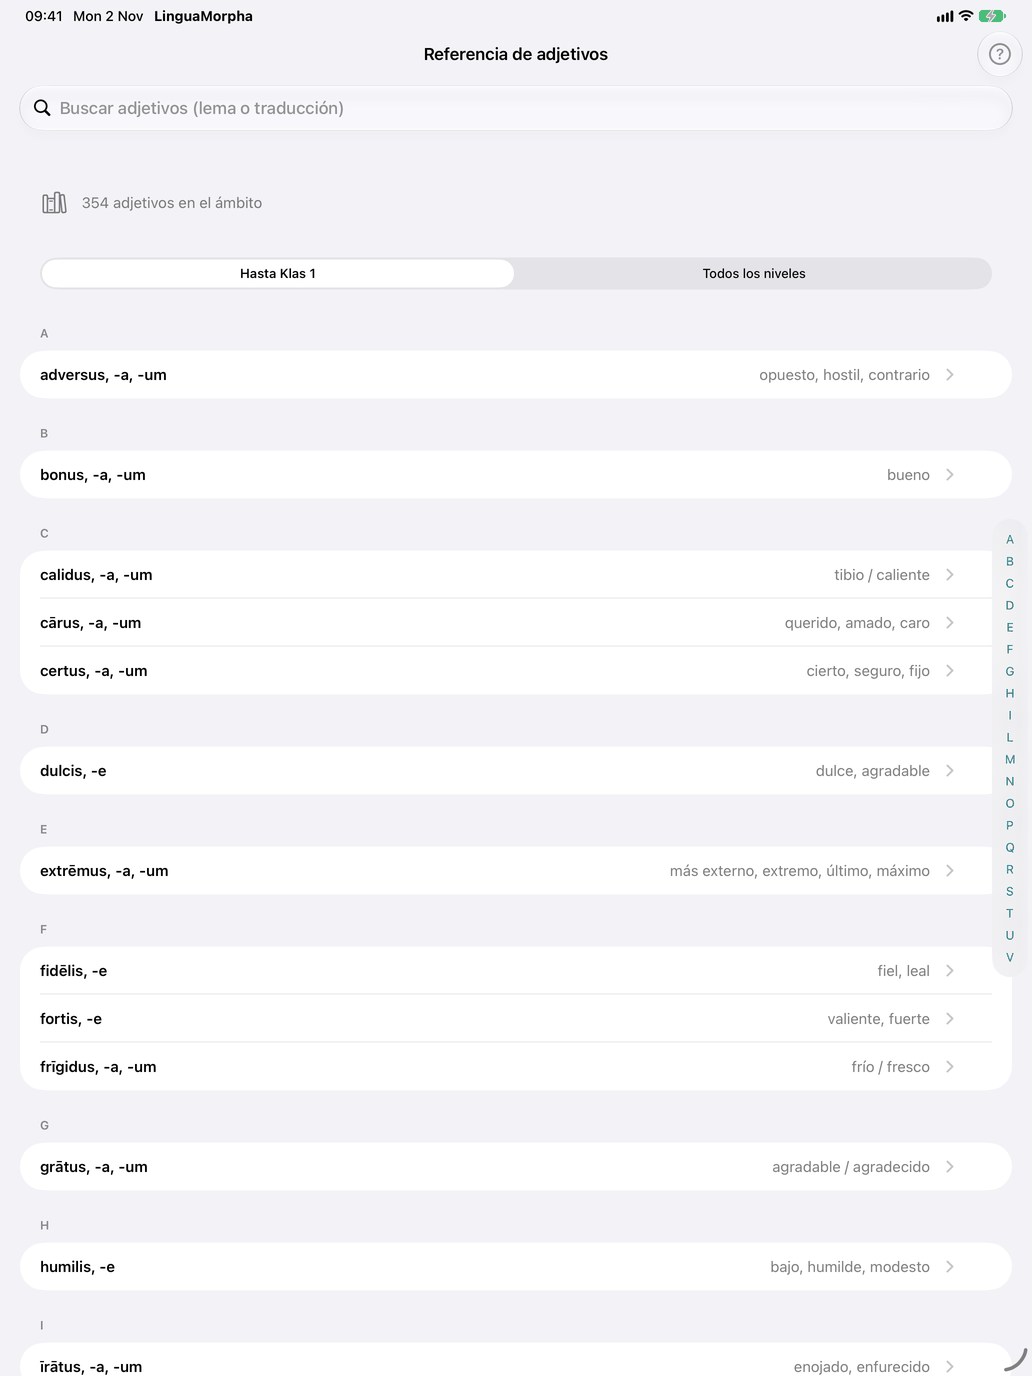 09:41 Mon 2 Nov LinguaMorpha
Referencia de adjetivos
?
Buscar adjetivos (lema o traducción)
354 adjetivos en el ámbito
Hasta Klas 1 Todos los niveles
A
adversus, -a, -um opuesto, hostil, contrario
B
bonus, -a, -um bueno
C
calidus, -a, -um tibio / caliente
cārus, -a, -um querido, amado, caro
certus, -a, -um cierto, seguro, fijo
D
dulcis, -e dulce, agradable
E
extrēmus, -a, -um más externo, extremo, último, máximo
F
fidēlis, -e fiel, leal
fortis, -e valiente, fuerte
frīgidus, -a, -um frío / fresco
G
grātus, -a, -um agradable / agradecido
H
humilis, -e bajo, humilde, modesto
I
īrātus, -a, -um enojado, enfurecido
A
B
C
D
E
F
G
H
I
L
M
N
O
P
Q
R
S
T
U
V